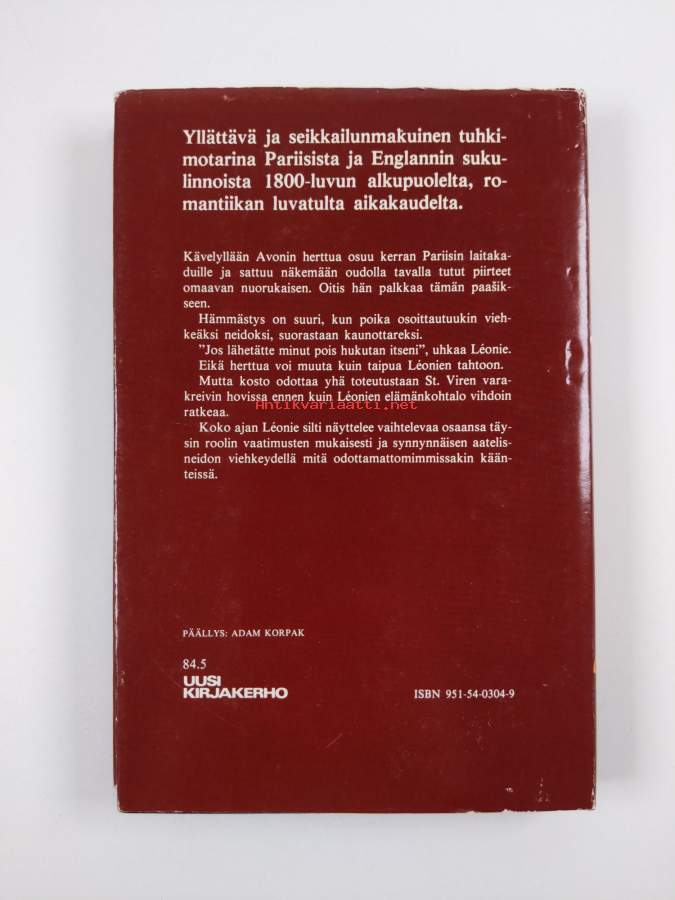 Yllättävä ja seikkailunmakuinen tuhki-
motarina Pariisista ja Englannin suku-
linnoista 1800-luvun alkupuolelta, ro-
mantiikan luvatulta aikakaudelta.
Kävelyllään Avonin herttua osuu kerran Pariisin laitaka-
duille ja sattuu näkemään oudolla tavalla tutut piirteet
omaavan nuorukaisen. Oitis hän palkkaa tämän paašik-
seen.
Hämmästys on suuri, kun poika osoittautuukin vieh-
keäksi neidoksi, suorastaan kaunottareksi.
"Jos lähetätte minut pois hukutan itseni", uhkaa Léonie.
Eikä herttua voi muuta kuin taipua Léonien tahtoon.
Mutta kosto odottaa yhä toteutustaan St. Viren vara-
kreivin hovissa ennen kuin Léonien elämänkohtalo vihdoin
Antikvariaatti.net
ratkeaa.
Koko ajan Léonie silti näyttelee vaihtelevaa osaansa täy-
sin roolin vaatimusten mukaisesti ja synnynnäisen aatelis-
neidon viehkeydellä mitä odottamattomimmissakin kään-
teissä.
PÄÄLLYS: ADAM KORPAK
84.5
UUSI
KIRJAKERHO
ISBN 951-54-0304-9